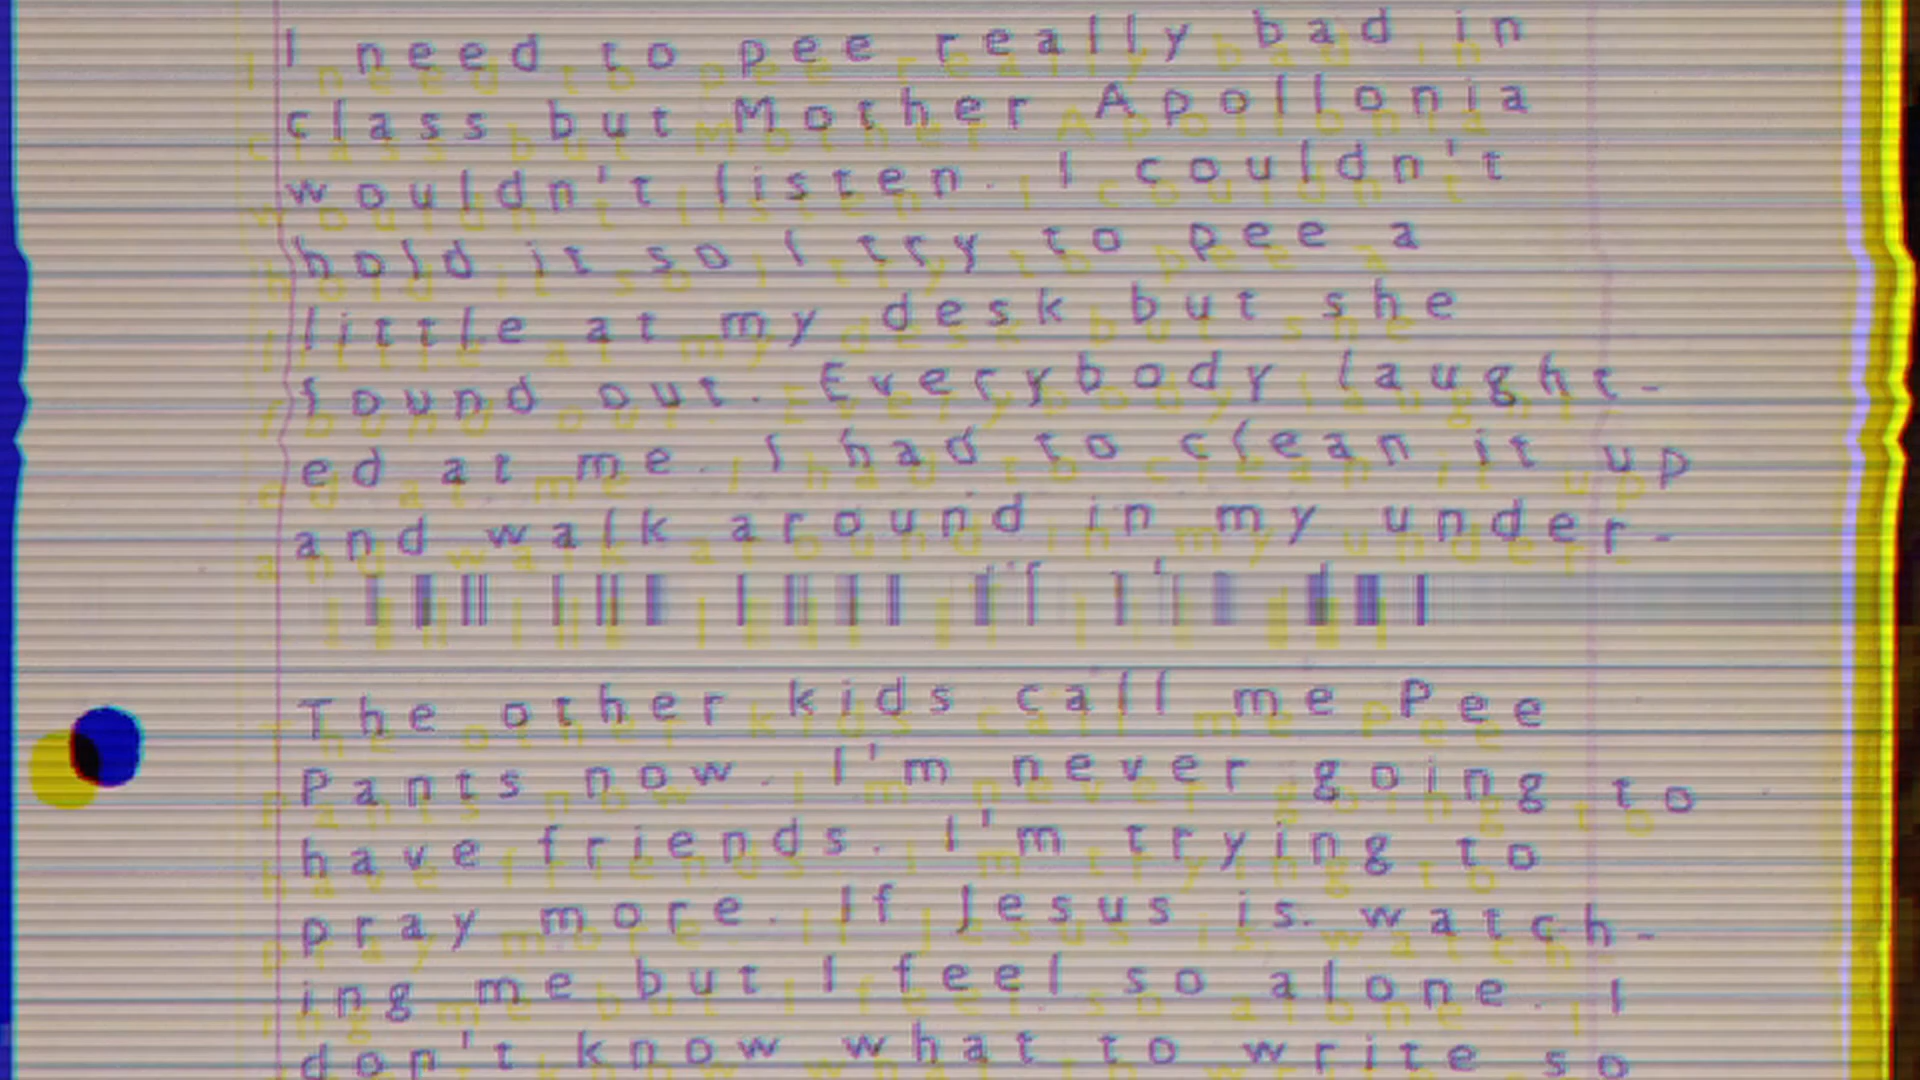 I need to pee really bad in
class but Mother Apollonia
wouldn't listen. I couldn't
hold it so I try to pee a
little at my desk but she
found out. Everybody laught-
ed at me. I had to clean it up
and walk around in my under-
The other kids call me Pee
Pants now. I'm never going to
have friends. I'm trying to
pray more. If Jesus is watch-
ing me but I feel so alone. I
don't know what to write so